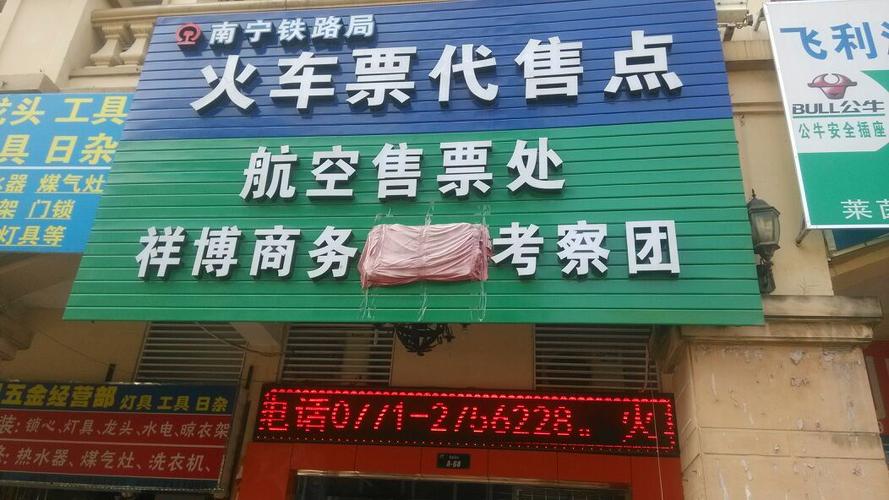 南宁铁路局
火车票代售点
航空售票处
祥博商务 考察团
电话0771-2766228。火
A-68
龙头 工具
具 日杂
水器 煤气灶
架 门锁
灯具等
五金经营部 灯具 工具 日杂
装：锁心、灯具、龙头、水电、晾衣架
热水器、煤气灶、洗衣机、
飞利
BULL公牛
公牛安全插座
莱茵